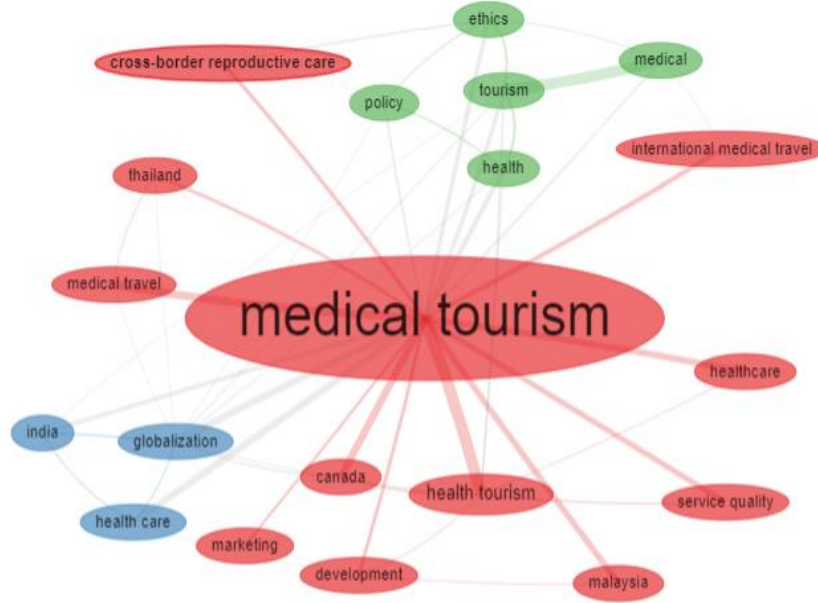 ethics
cross-border reproductive care
medical
tourism
policy
international medical travel
health
thailand
medical travel
medical tourism
healthcare
india
globalization
canada
health tourism
service quality
health care
marketing
development
malaysia